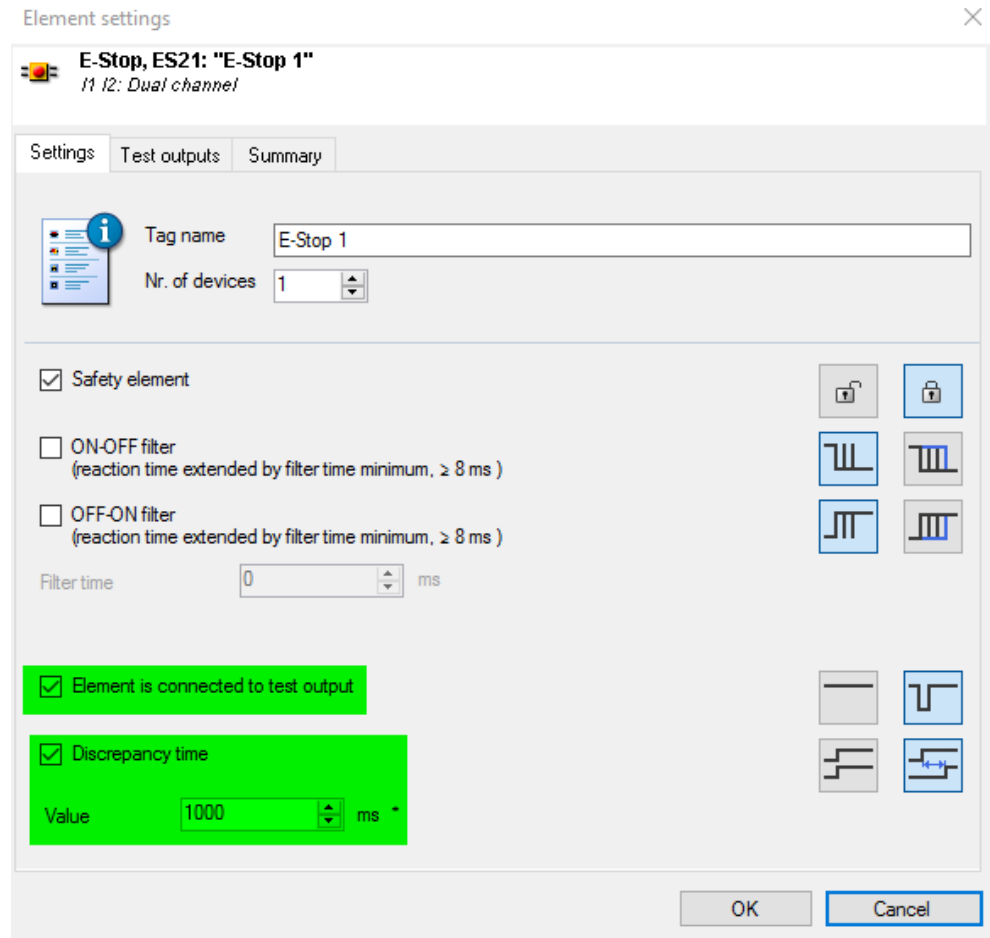 Element settings
E-Stop, ES21: "E-Stop 1"
I1 I2: Dual channel
Settings Test outputs Summary
Tag name E-Stop 1
Nr. of devices 1
Safety element
ON-OFF filter
(reaction time extended by filter time minimum, ≥ 8 ms )
OFF-ON filter
(reaction time extended by filter time minimum, ≥ 8 ms )
Filter time 0 ms
Element is connected to test output
Discrepancy time
Value 1000 ms *
OK Cancel